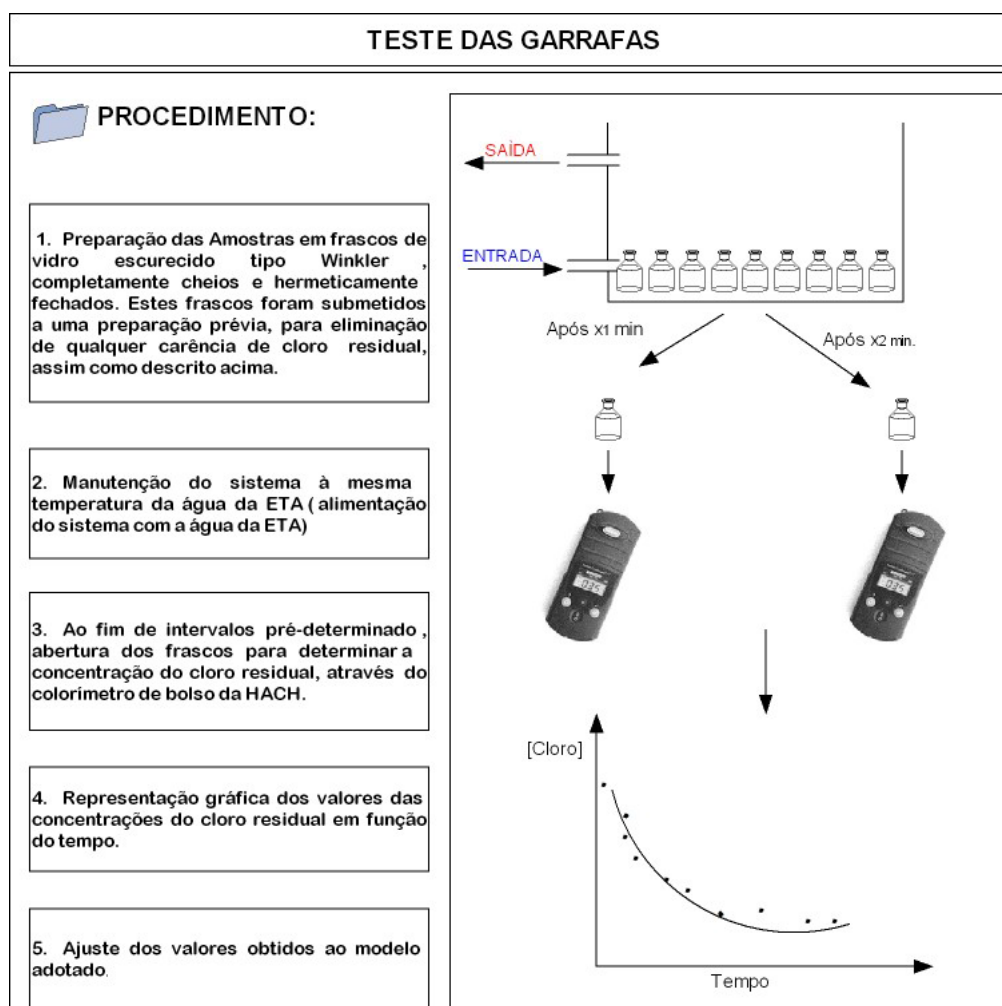 TESTE DAS GARRAFAS
PROCEDIMENTO:
1. Preparação das Amostras em frascos de
vidro escurecido tipo Winkler ,
completamente cheios e hermeticamente
fechados. Estes frascos foram submetidos
a uma preparação prévia, para eliminação
de qualquer carência de cloro residual,
assim como descrito acima.
2. Manutenção do sistema à mesma
temperatura da água da ETA ( alimentação
do sistema com a água da ETA)
3. Ao fim de intervalos pré-determinado ,
abertura dos frascos para determinar a
concentração do cloro residual, através do
colorímetro de bolso da HACH.
4. Representação gráfica dos valores das
concentrações do cloro residual em função
do tempo.
5. Ajuste dos valores obtidos ao modelo
adotado.
SAÍDA
ENTRADA
Após x1 min
Após x2 min.
035
035
[Cloro]
Tempo